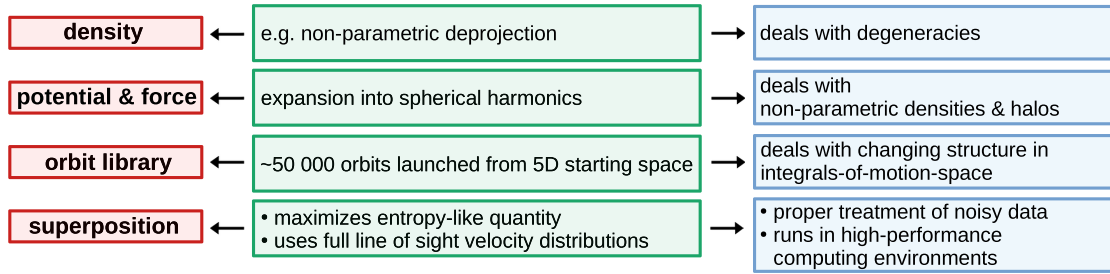 density
e.g. non-parametric deprojection
deals with degeneracies
potential & force
expansion into spherical harmonics
deals with
non-parametric densities & halos
orbit library
~50 000 orbits launched from 5D starting space
deals with changing structure in
integrals-of-motion-space
superposition
• maximizes entropy-like quantity
• uses full line of sight velocity distributions
• proper treatment of noisy data
• runs in high-performance
computing environments